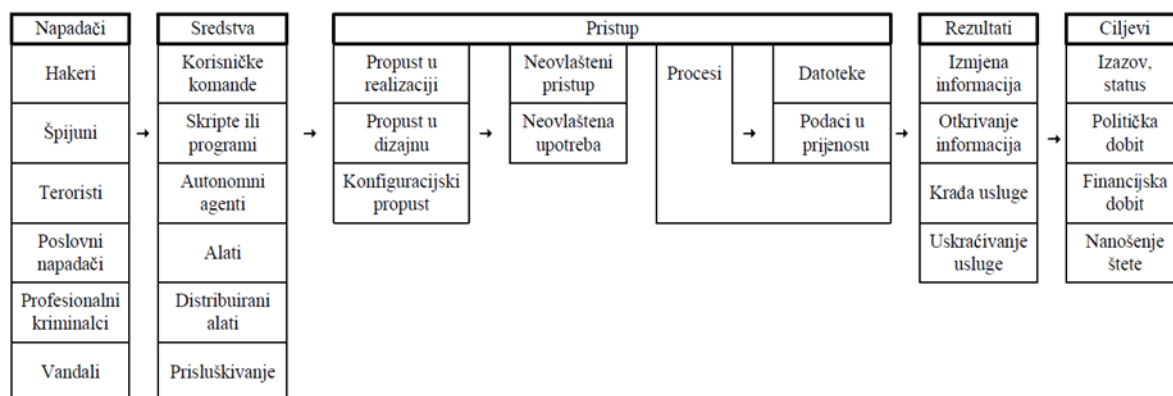 Napadači
Hakeri
Špijuni
Teroristi
Poslovni
napadači
Profesionalni
kriminalci
Vandali
Sredstva
Korisničke
komande
Skripte ili
programi
Autonomni
agenti
Alati
Distribuirani
alati
Prisluškivanje
Pristup
Propust u
realizaciji
Propust u
dizajnu
Konfiguracijski
propust
Neovlašteni
pristup
Neovlaštena
upotreba
Procesi
Datoteke
Podaci u
prijenosu
Rezultati
Izmjena
informacija
Otkrivanje
informacija
Krađa usluge
Uskraćivanje
usluge
Ciljevi
Izazov,
status
Politička
dobit
Financijska
dobit
Nanošenje
štete